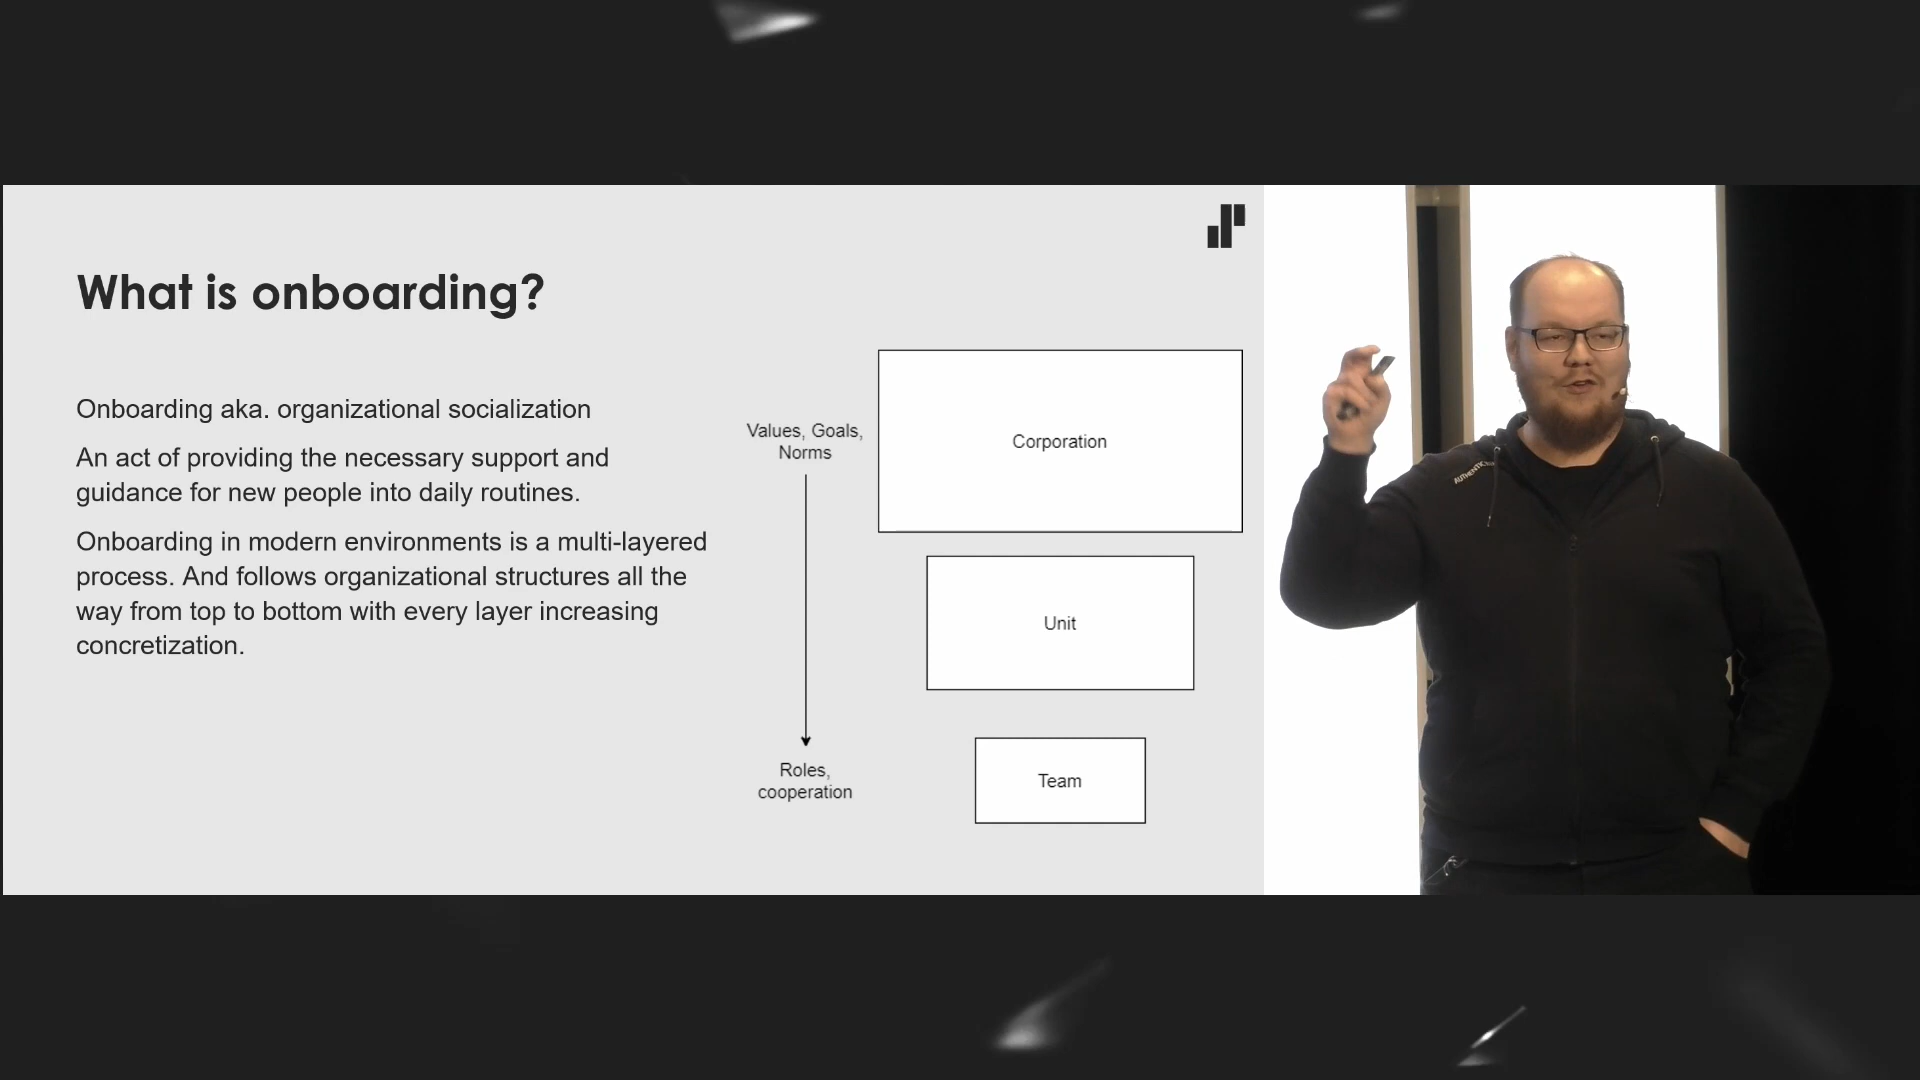 What is onboarding?
Onboarding aka. organizational socialization
An act of providing the necessary support and
guidance for new people into daily routines.
Onboarding in modern environments is a multi-layered
process. And follows organizational structures all the
way from top to bottom with every layer increasing
concretization.
Values, Goals,
Norms
Roles,
cooperation
Corporation
Unit
Team